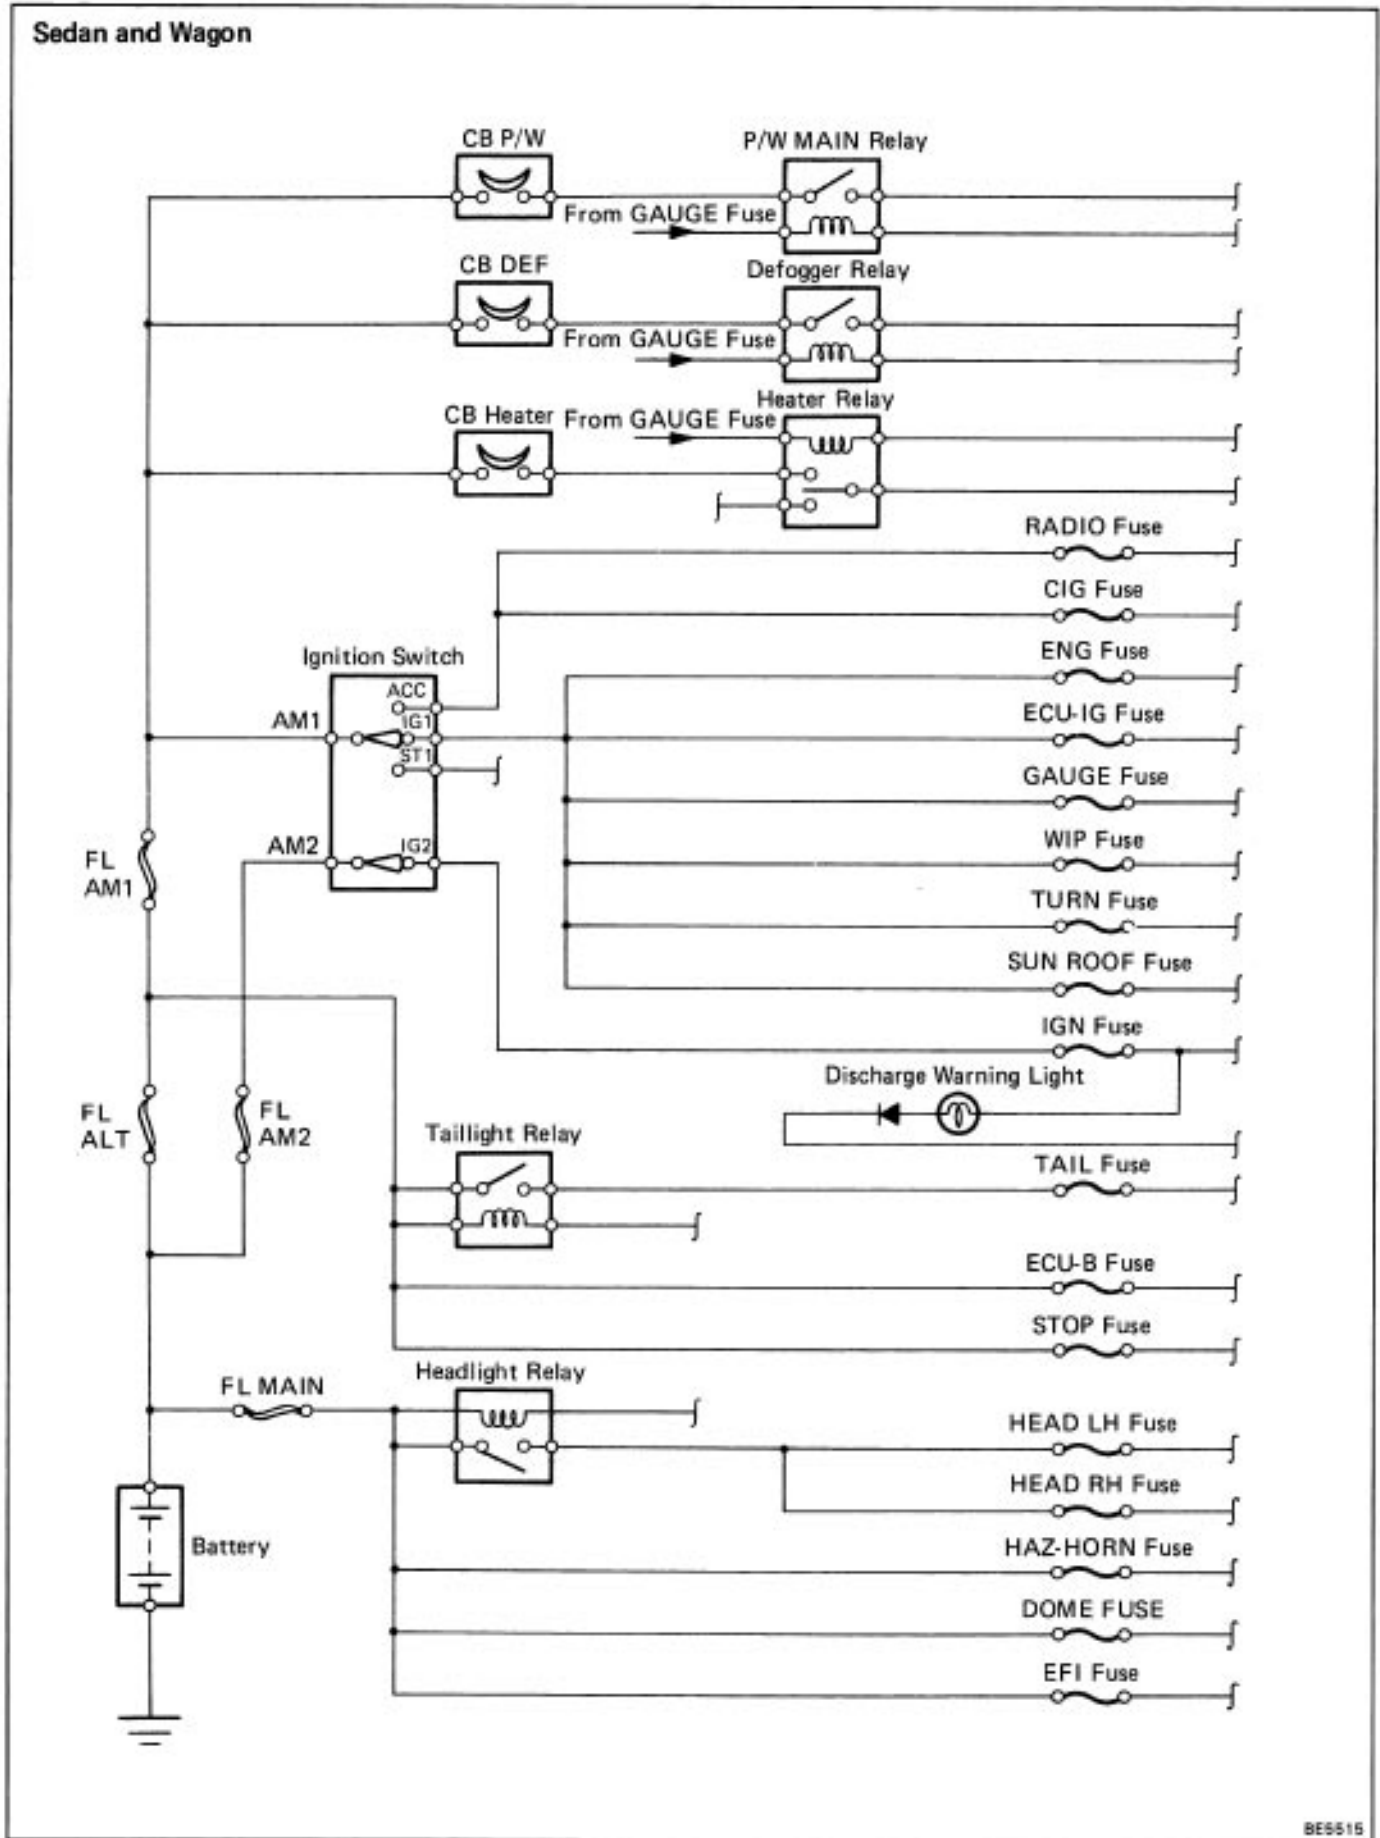 Sedan and Wagon
CB P/W
P/W MAIN Relay
From GAUGE Fuse
CB DEF
Defogger Relay
From GAUGE Fuse
Heater Relay
CB Heater
From GAUGE Fuse
RADIO Fuse
CIG Fuse
Ignition Switch
ENG Fuse
ACC
AM1
IG1
ECU-IG Fuse
ST1
GAUGE Fuse
AM2
IG2
WIP Fuse
FL
AM1
TURN Fuse
SUN ROOF Fuse
IGN Fuse
Discharge Warning Light
FL
ALT
FL
AM2
Taillight Relay
TAIL Fuse
ECU-B Fuse
STOP Fuse
Headlight Relay
FL MAIN
HEAD LH Fuse
HEAD RH Fuse
Battery
HAZ-HORN Fuse
DOME FUSE
EFI Fuse
BE5515